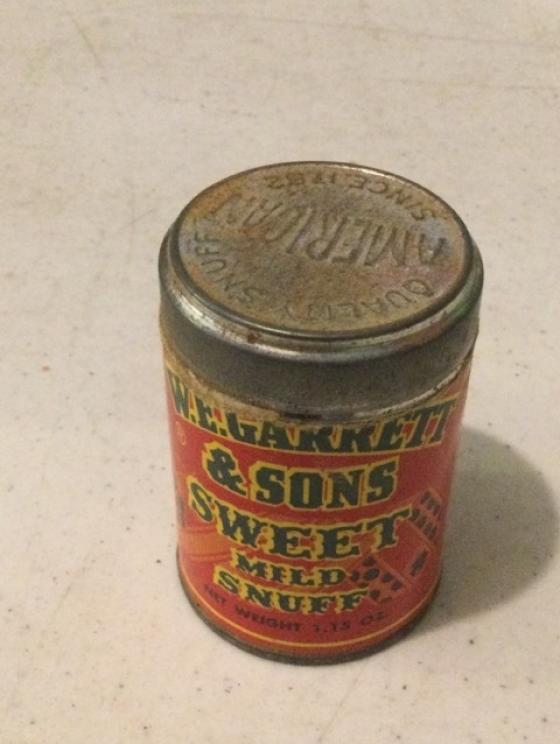 SINCE 1782
AMERICAN
QUALITY SNUFF
W.E. GARRETT
®
& SONS
SWEET
MILD
SNUFF
NET WEIGHT 1.15 OZ.